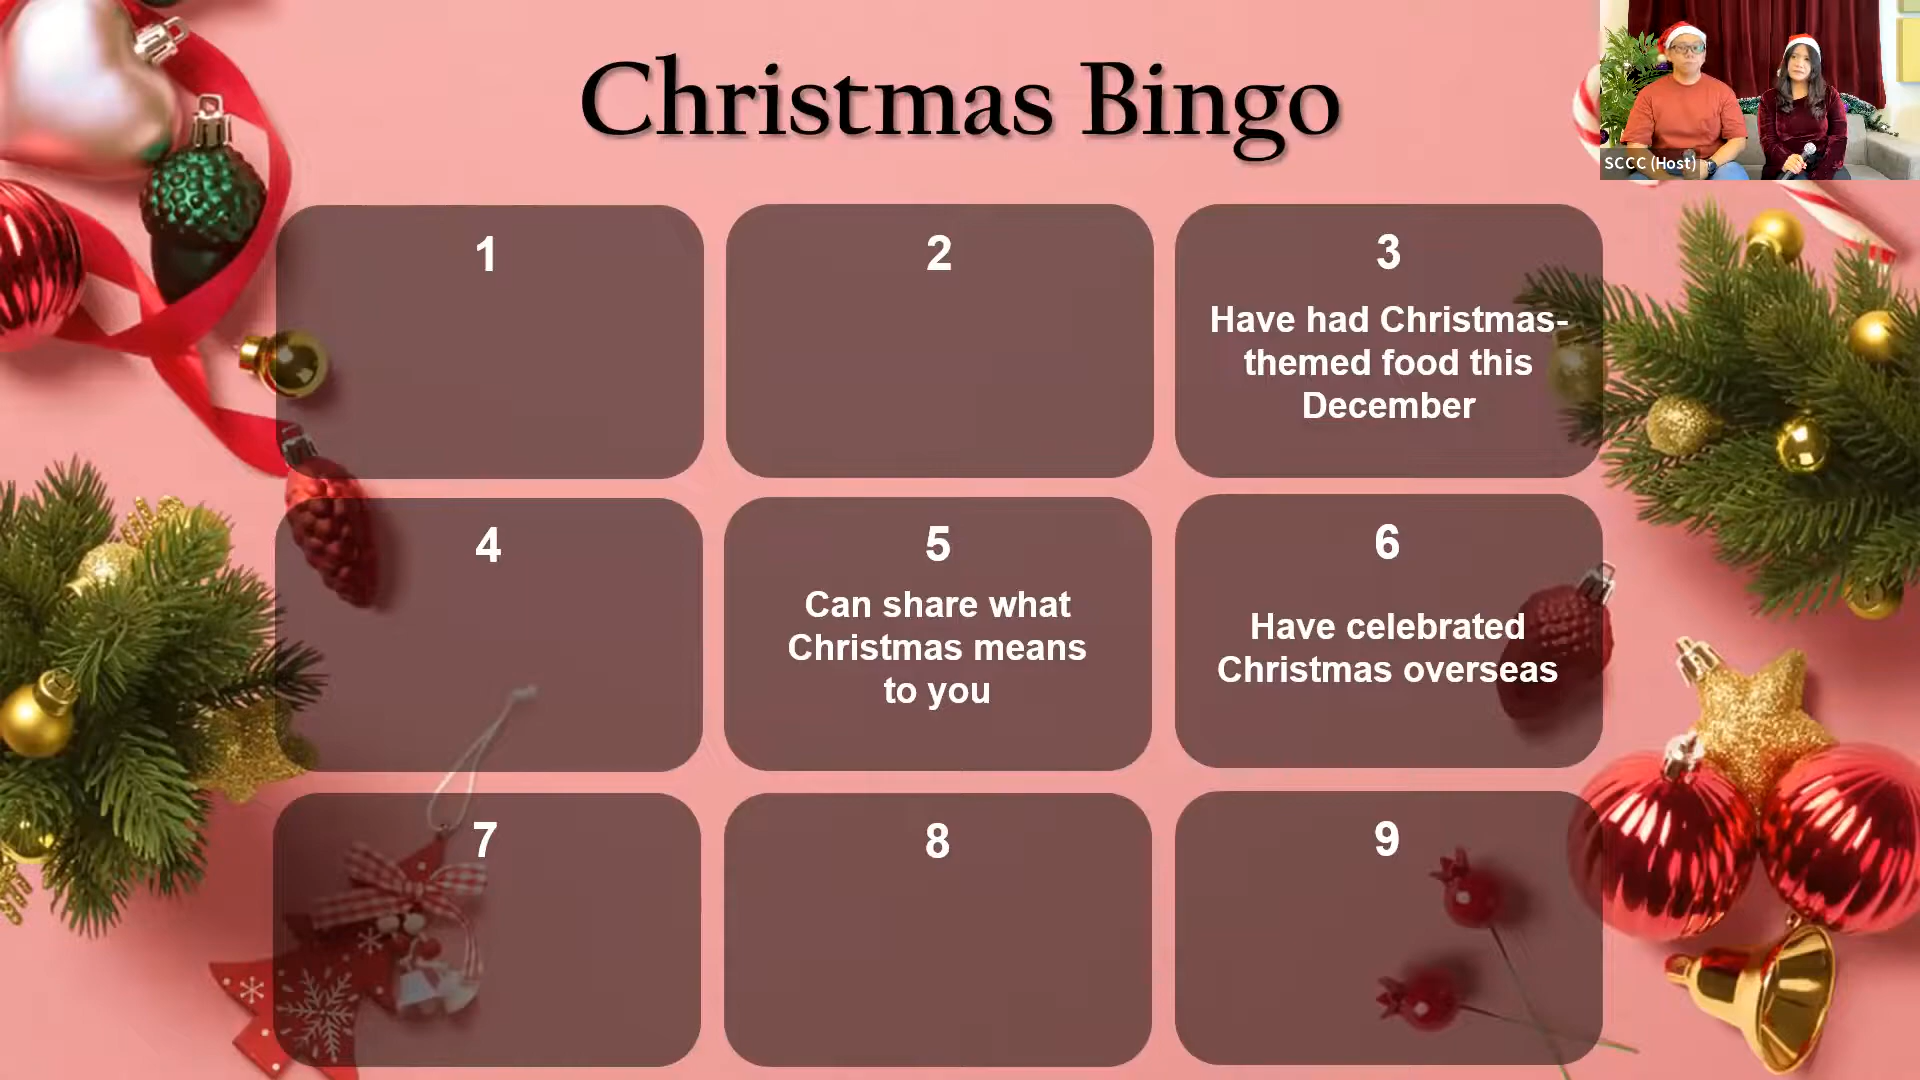 Christmas Bingo
SCCC (Host)
1
2
3
Have had Christmas-
themed food this
December
4
5
Can share what
Christmas means
to you
6
Have celebrated
Christmas overseas
7
8
9